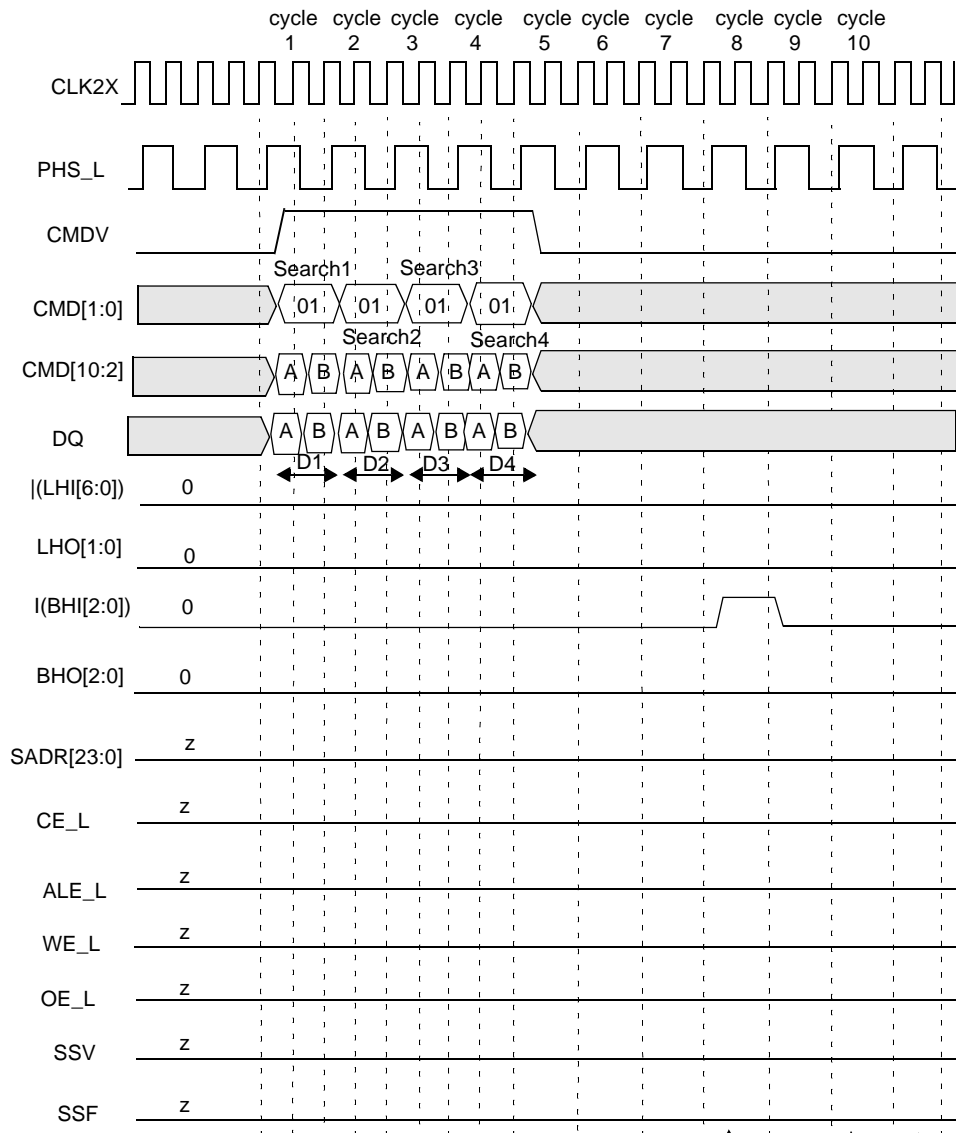 cycle cycle cycle cycle cycle cycle cycle cycle cycle cycle
1 2 3 4 5 6 7 8 9 10
CLK2X
PHS_L
CMDV
Search1 Search3
CMD[1:0] 01 01 01 01
Search2 Search4
CMD[10:2] A B A B A B A B
DQ A B A B A B A B
D1 D2 D3 D4
|(LHI[6:0]) 0
LHO[1:0] 0
I(BHI[2:0]) 0
BHO[2:0] 0
SADR[23:0] z
CE_L z
ALE_L z
WE_L z
OE_L z
SSV z
SSF z